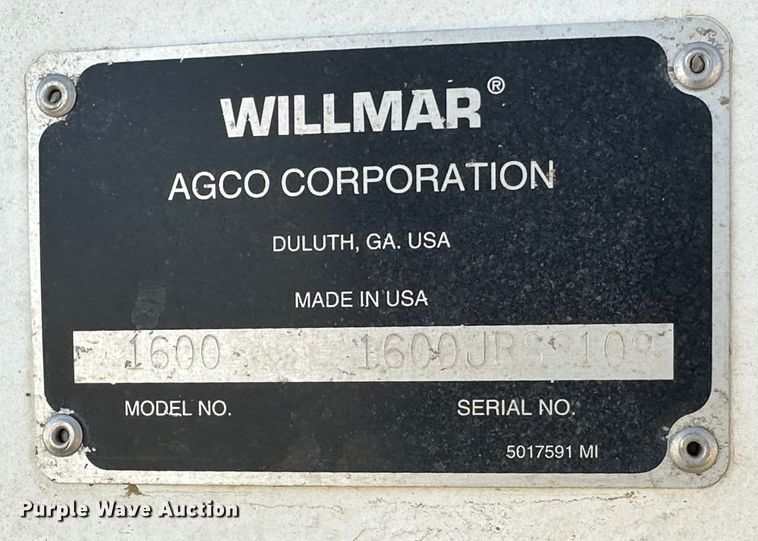 WILLMAR®
AGCO CORPORATION
DULUTH, GA. USA
MADE IN USA
1600
MODEL NO. SERIAL NO.
5017591 MI
Purple Wave Auction